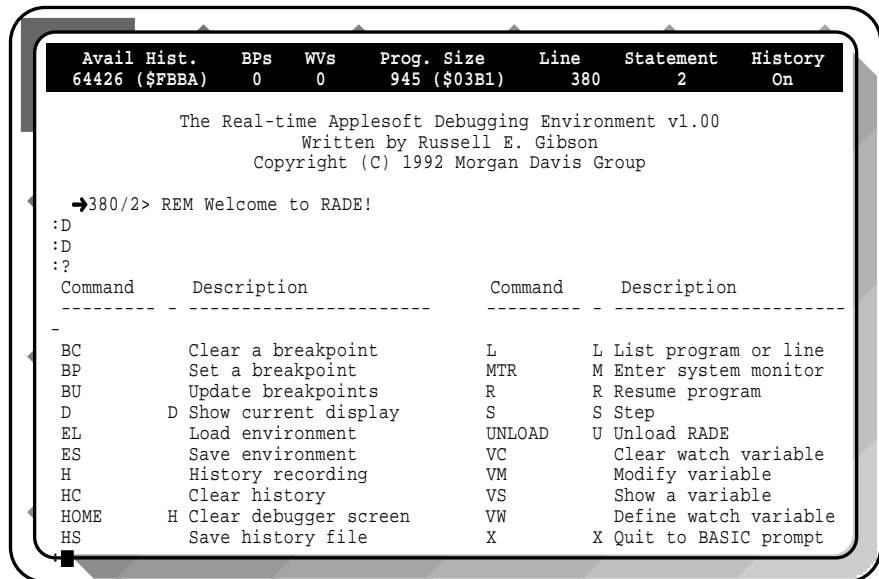 Avail Hist. BPs WVs Prog. Size Line Statement History
64426 ($FBBA) 0 0 945 ($03B1) 380 2 On
The Real-time Applesoft Debugging Environment v1.00
Written by Russell E. Gibson
Copyright (C) 1992 Morgan Davis Group
➔380/2> REM Welcome to RADE!
:D
:D
:?
Command Description Command Description
--------- - ----------------------- --------- - ----------------------
-
BC Clear a breakpoint L L List program or line
BP Set a breakpoint MTR M Enter system monitor
BU Update breakpoints R R Resume program
D D Show current display S S Step
EL Load environment UNLOAD U Unload RADE
ES Save environment VC Clear watch variable
H History recording VM Modify variable
HC Clear history VS Show a variable
HOME H Clear debugger screen VW Define watch variable
HS Save history file X X Quit to BASIC prompt
: